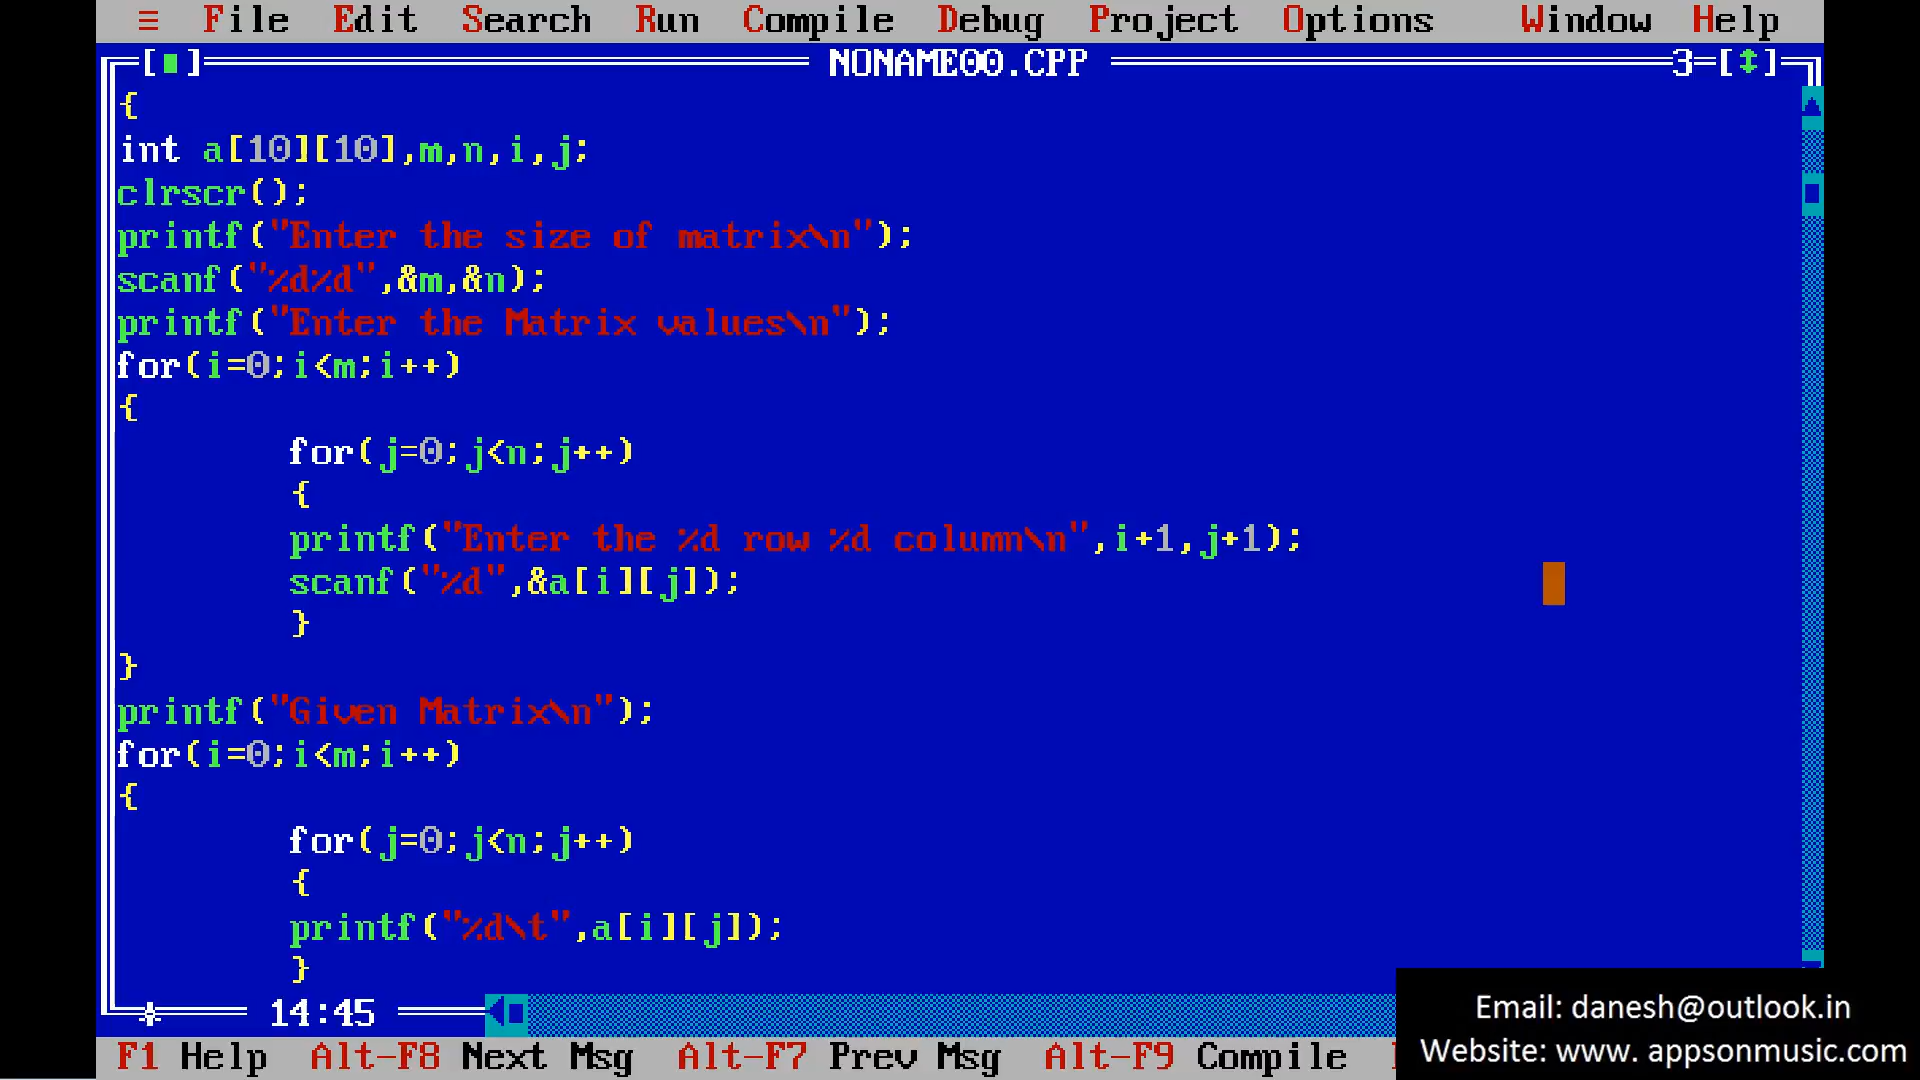 ≡ File Edit Search Run Compile Debug Project Options Window Help
[■] NONAME00.CPP 3=[↕]
{
int a[10][10],m,n,i,j;
clrscr();
printf("Enter the size of matrix\n");
scanf("%d%d",&m,&n);
printf("Enter the Matrix values\n");
for(i=0;i<m;i++)
{
for(j=0;j<n;j++)
{
printf("Enter the %d row %d column\n",i+1,j+1);
scanf("%d",&a[i][j]);
}
}
printf("Given Matrix\n");
for(i=0;i<m;i++)
{
for(j=0;j<n;j++)
{
printf("%d\t",a[i][j]);
}
14:45
F1 Help Alt-F8 Next Msg Alt-F7 Prev Msg Alt-F9 Compile
Email: danesh@outlook.in
Website: www. appsonmusic.com